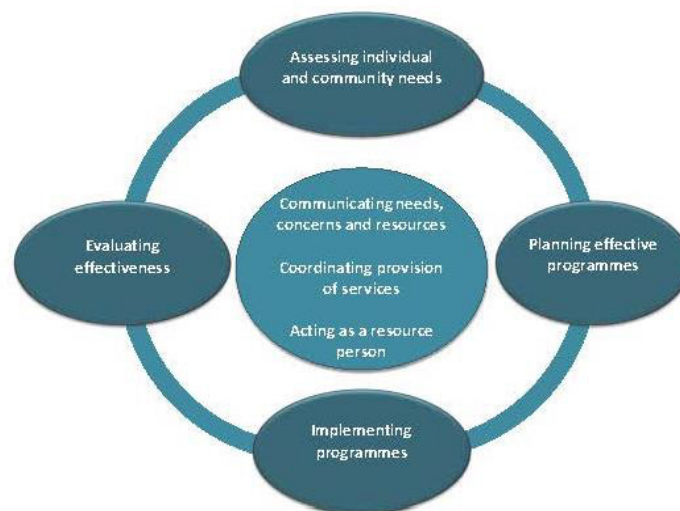 Assessing individual
and community needs
Communicating needs,
concerns and resources
Coordinating provision
of services
Acting as a resource
person
Evaluating
effectiveness
Planning effective
programmes
Implementing
programmes